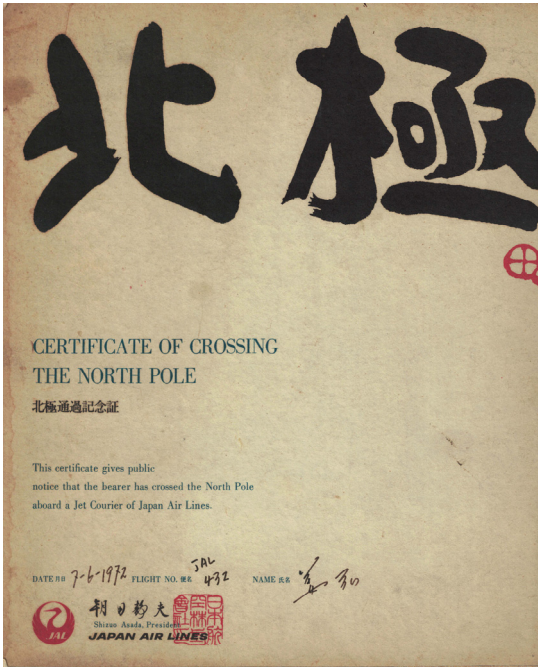 北極
CERTIFICATE OF CROSSING
THE NORTH POLE
北極通過記念証
This certificate gives public
notice that the bearer has crossed the North Pole
aboard a Jet Courier of Japan Air Lines.
DATE 月日 7-6-1972 FLIGHT NO. 便名 JAL 432 NAME 氏名
朝田静夫
Shizuo Asada, President
JAL JAPAN AIR LINES